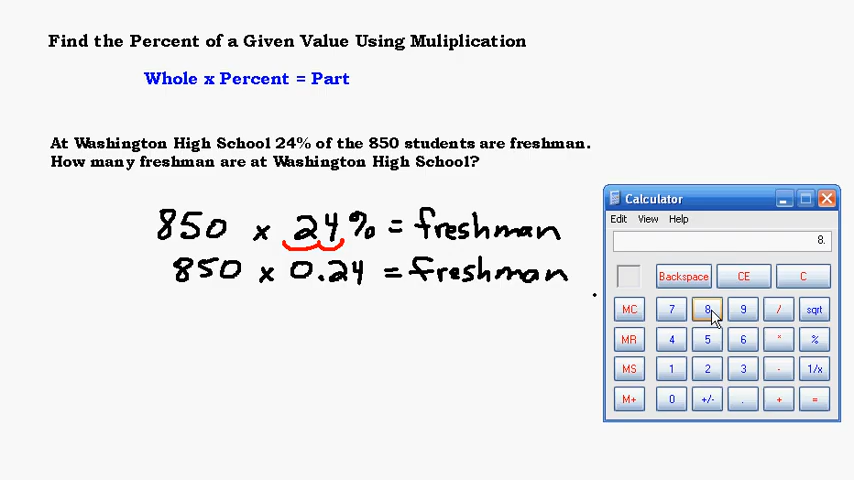 Find the Percent of a Given Value Using Muliplication
Whole x Percent = Part
At Washington High School 24% of the 850 students are freshman.
How many freshman are at Washington High School?
850 x 24% = freshman
850 x 0.24 = freshman
Calculator
Edit View Help
8.
Backspace CE C
MC 7 8 9 / sqrt
MR 4 5 6 * %
MS 1 2 3 - 1/x
M+ 0 +/- . + =